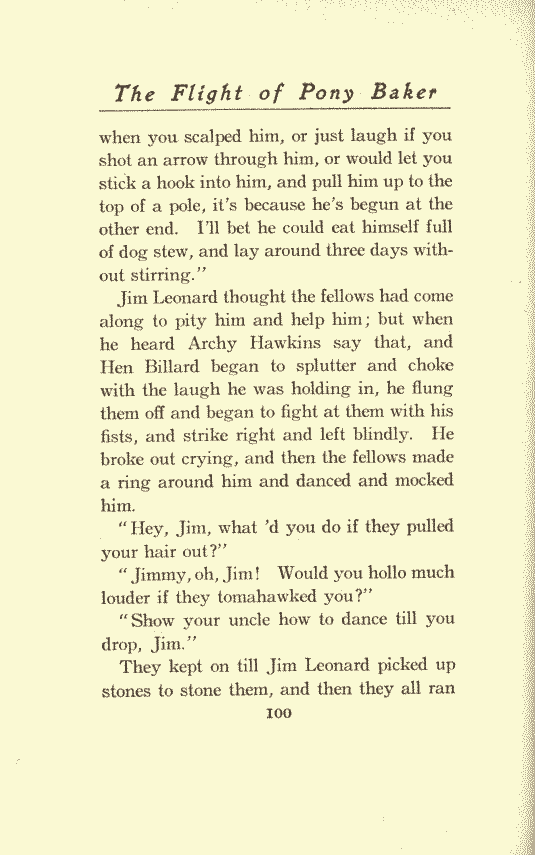 The Flight of Pony Baker
when you scalped him, or just laugh if you
shot an arrow through him, or would let you
stick a hook into him, and pull him up to the
top of a pole, it's because he's begun at the
other end. I'll bet he could eat himself full
of dog stew, and lay around three days with-
out stirring."
Jim Leonard thought the fellows had come
along to pity him and help him; but when
he heard Archy Hawkins say that, and
Hen Billard began to splutter and choke
with the laugh he was holding in, he flung
them off and began to fight at them with his
fists, and strike right and left blindly. He
broke out crying, and then the fellows made
a ring around him and danced and mocked
him.
"Hey, Jim, what 'd you do if they pulled
your hair out?"
"Jimmy, oh, Jim! Would you hollo much
louder if they tomahawked you?"
"Show your uncle how to dance till you
drop, Jim."
They kept on till Jim Leonard picked up
stones to stone them, and then they all ran
100